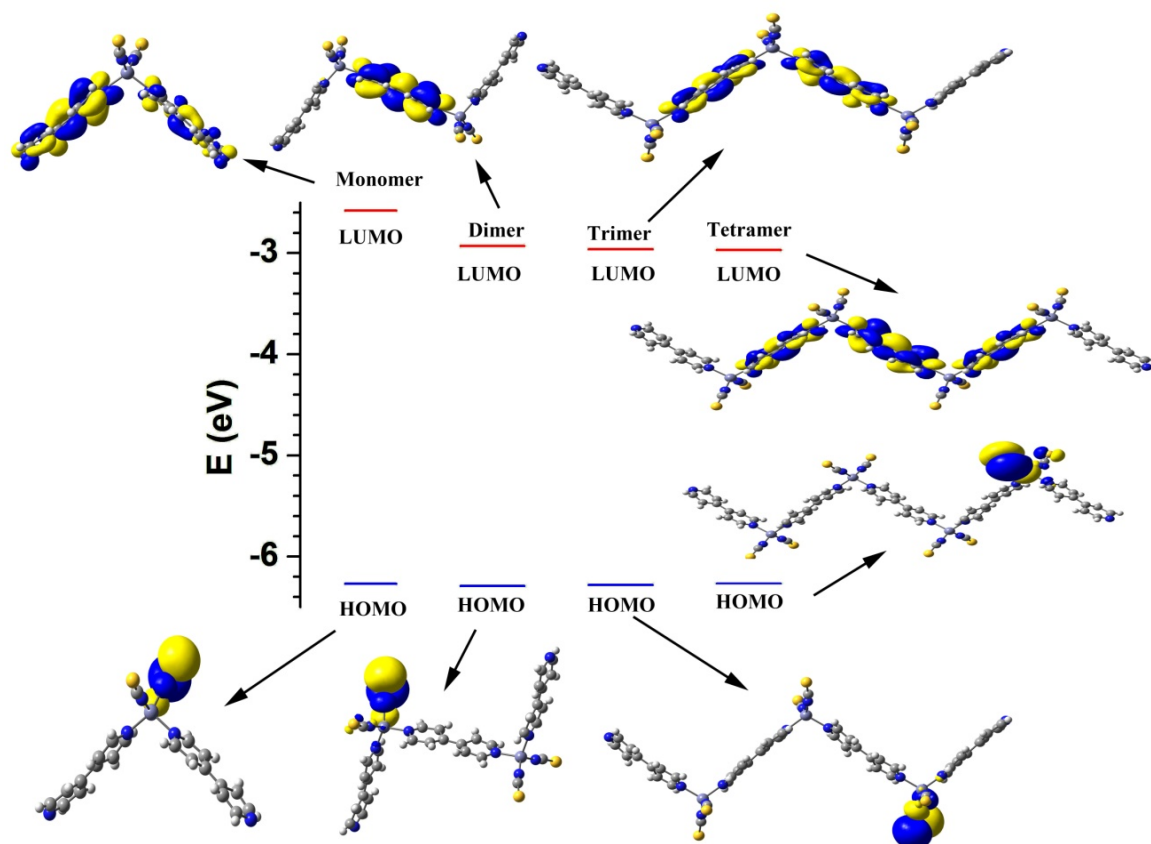 Monomer
LUMO
Dimer
LUMO
Trimer
LUMO
Tetramer
LUMO
-3
-4
-5
-6
E (eV)
HOMO
HOMO
HOMO
HOMO